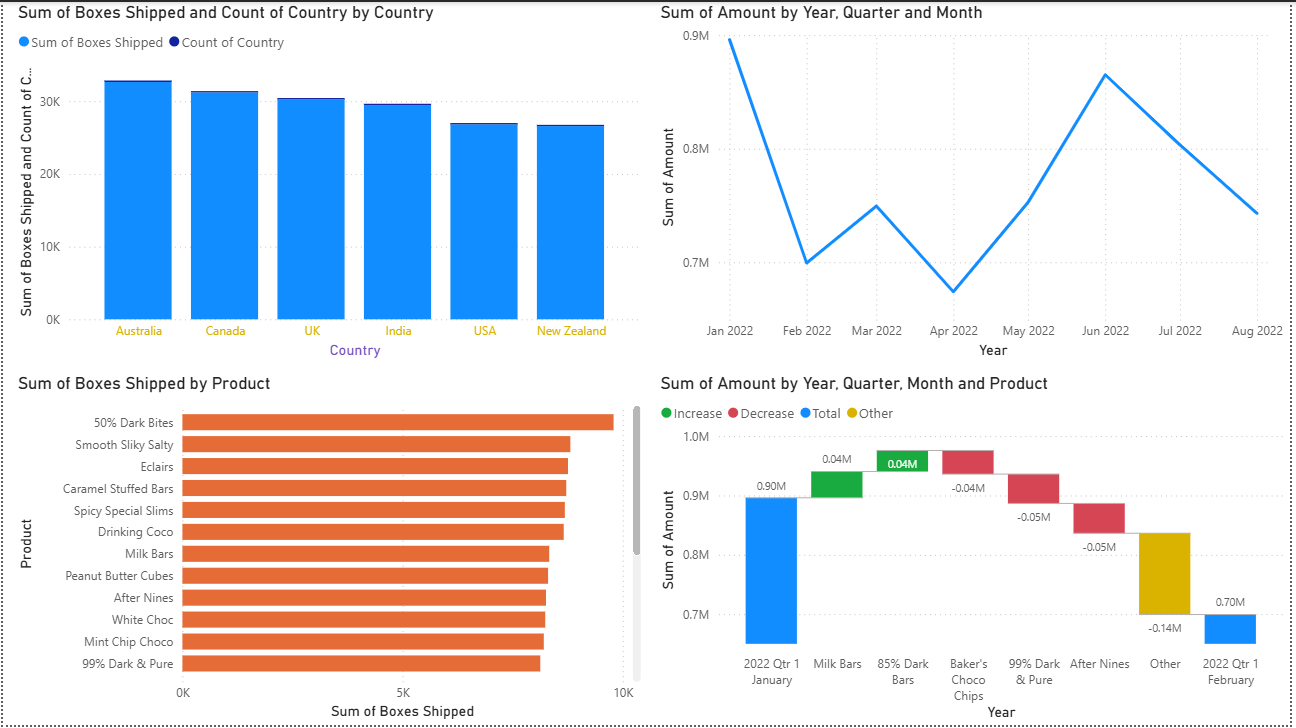 Sum of Boxes Shipped and Count of Country by Country
Sum of Boxes Shipped Count of Country
Sum of Boxes Shipped and Count of C...
30K
20K
10K
0K
Australia Canada UK India USA New Zealand
Country
Sum of Amount by Year, Quarter and Month
Sum of Amount
0.9M
0.8M
0.7M
Jan 2022 Feb 2022 Mar 2022 Apr 2022 May 2022 Jun 2022 Jul 2022 Aug 2022
Year
Sum of Boxes Shipped by Product
Product
50% Dark Bites
Smooth Sliky Salty
Eclairs
Caramel Stuffed Bars
Spicy Special Slims
Drinking Coco
Milk Bars
Peanut Butter Cubes
After Nines
White Choc
Mint Chip Choco
99% Dark & Pure
0K 5K 10K
Sum of Boxes Shipped
Sum of Amount by Year, Quarter, Month and Product
Increase Decrease Total Other
Sum of Amount
1.0M
0.9M
0.8M
0.7M
0.90M
0.04M
0.04M
-0.04M
-0.05M
-0.05M
-0.14M
0.70M
2022 Qtr 1
January
Milk Bars
85% Dark
Bars
Baker's
Choco
Chips
99% Dark
& Pure
After Nines
Other
2022 Qtr 1
February
Year